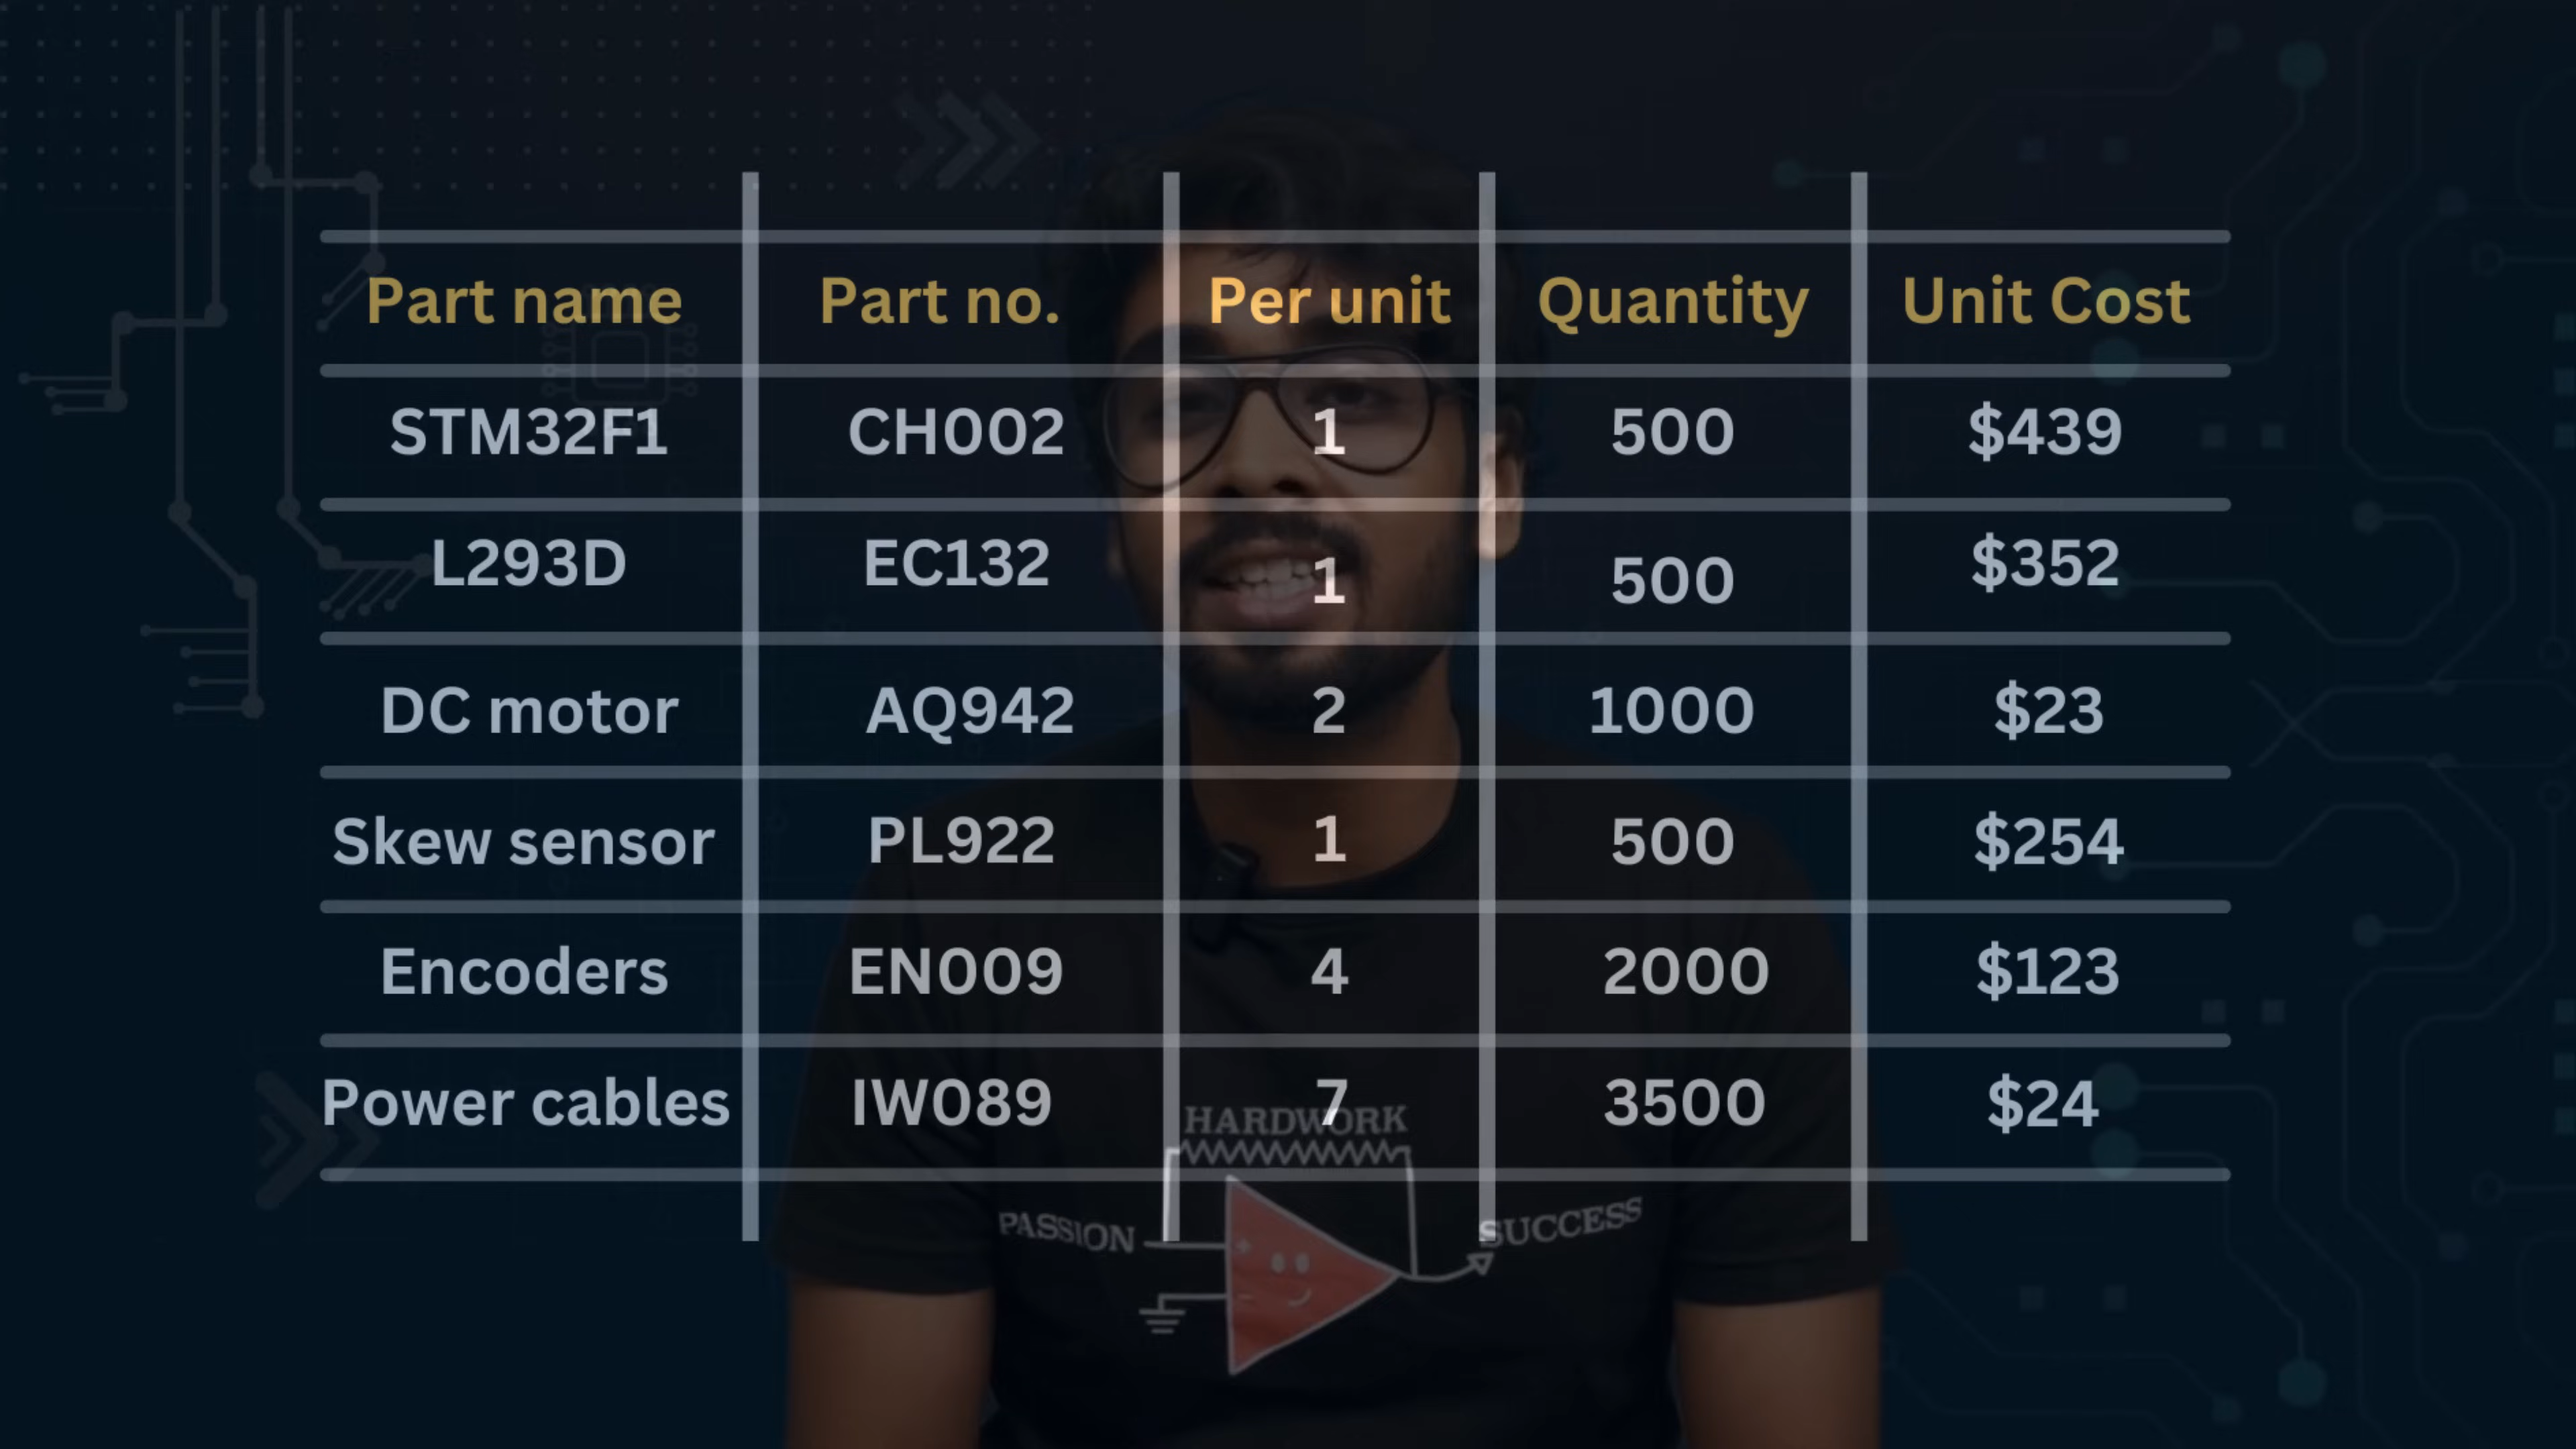 Part name Part no. Per unit Quantity Unit Cost
STM32F1 CH002 1 500 $439
L293D EC132 1 500 $352
DC motor AQ942 2 1000 $23
Skew sensor PL922 1 500 $254
Encoders EN009 4 2000 $123
Power cables IW089 7 3500 $24
HARDWORK
PASSION SUCCESS
+
-